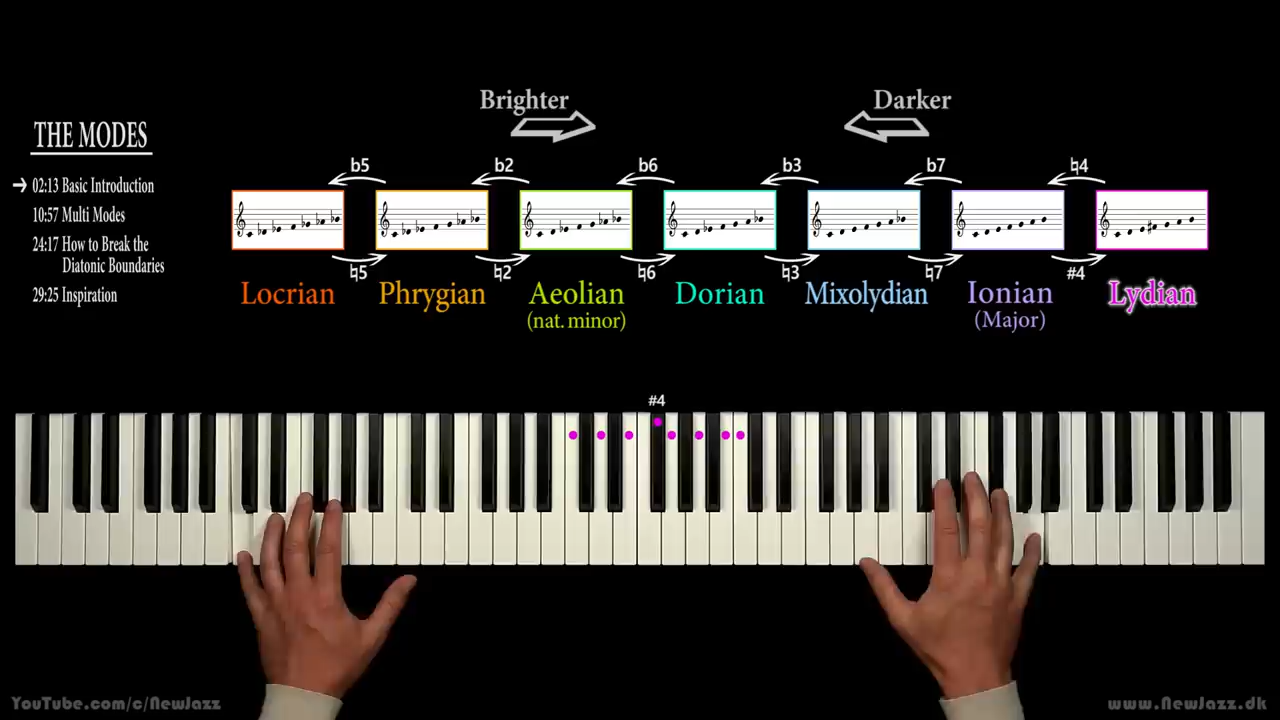 Brighter
Darker
THE MODES
02:13 Basic Introduction
10:57 Multi Modes
24:17 How to Break the
Diatonic Boundaries
29:25 Inspiration
b5
b2
b6
b3
b7
♮4
♮5
♮2
♮6
♮3
♮7
#4
Locrian
Phrygian
Aeolian
(nat. minor)
Dorian
Mixolydian
Ionian
(Major)
Lydian
#4
YouTube.com/c/NewJazz
www.NewJazz.dk